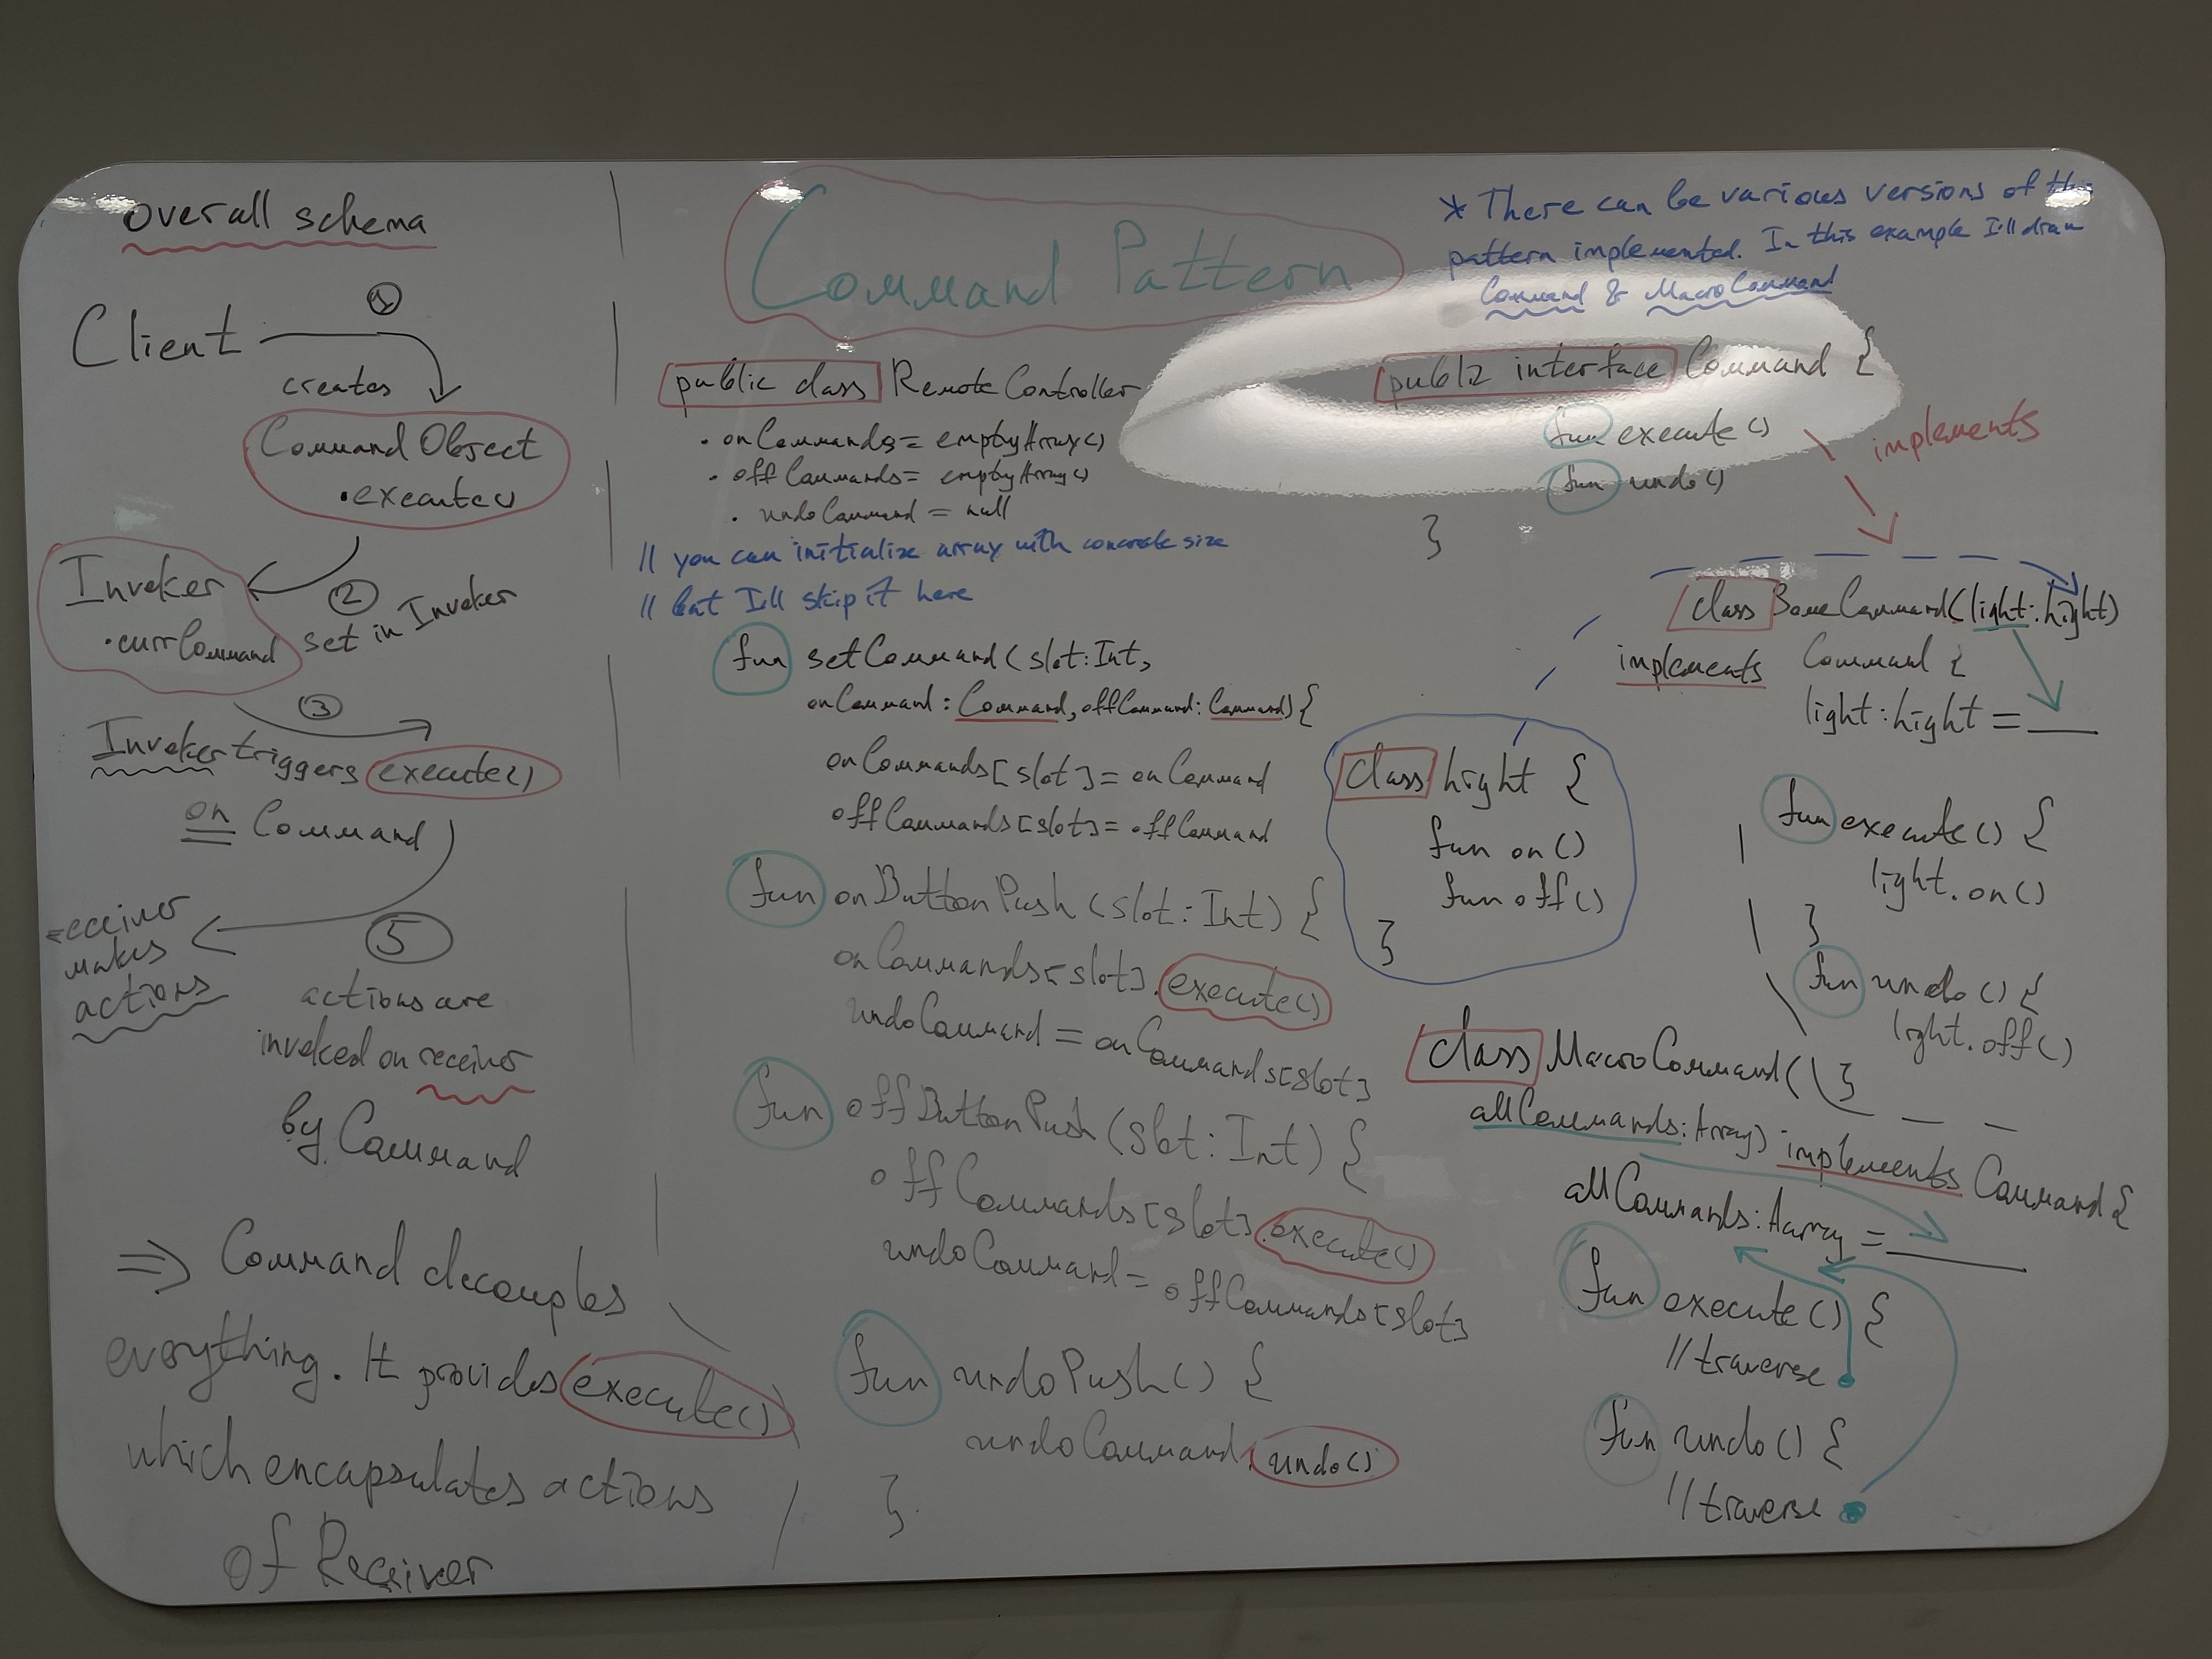 overall schema
Client
1
creates
Command Object
• execute()
Invoker
• currCommand
2
set in Invoker
3
Invoker triggers execute()
on Command
receiver
makes
actions
5
actions are
invoked on receiver
by Command
=> Command decouples
everything. It provides execute()
which encapsulates actions
of Receiver
Command Pattern
public class RemoteController
• onCommands = emptyArray()
• offCommands = emptyArray()
• undoCommand = null
// you can initialize array with concrete size
// but I'll skip it here
fun setCommand (slot: Int,
onCommand: Command, offCommand: Command) {
onCommands[slot] = onCommand
offCommands[slot] = offCommand
fun onButtonPush (slot: Int) {
onCommands[slot].execute()
undoCommand = onCommands[slot]
fun offButtonPush (slot: Int) {
offCommands[slot].execute()
undoCommand = offCommands[slot]
fun undoPush() {
undoCommand.undo()
}
* There can be various versions of this
pattern implemented. In this example I'll draw
Command & MacroCommand
public interface Command {
fun execute()
fun undo()
}
implements
class Light {
fun on()
fun off()
}
class SomeCommand(light: Light)
implements Command {
light: Light = ___
fun execute() {
light.on()
}
fun undo() {
light.off()
}
class MacroCommand(
allCommands: Array) implements Command {
allCommands: Aarray = ___
fun execute() {
// traverse
fun undo() {
// traverse